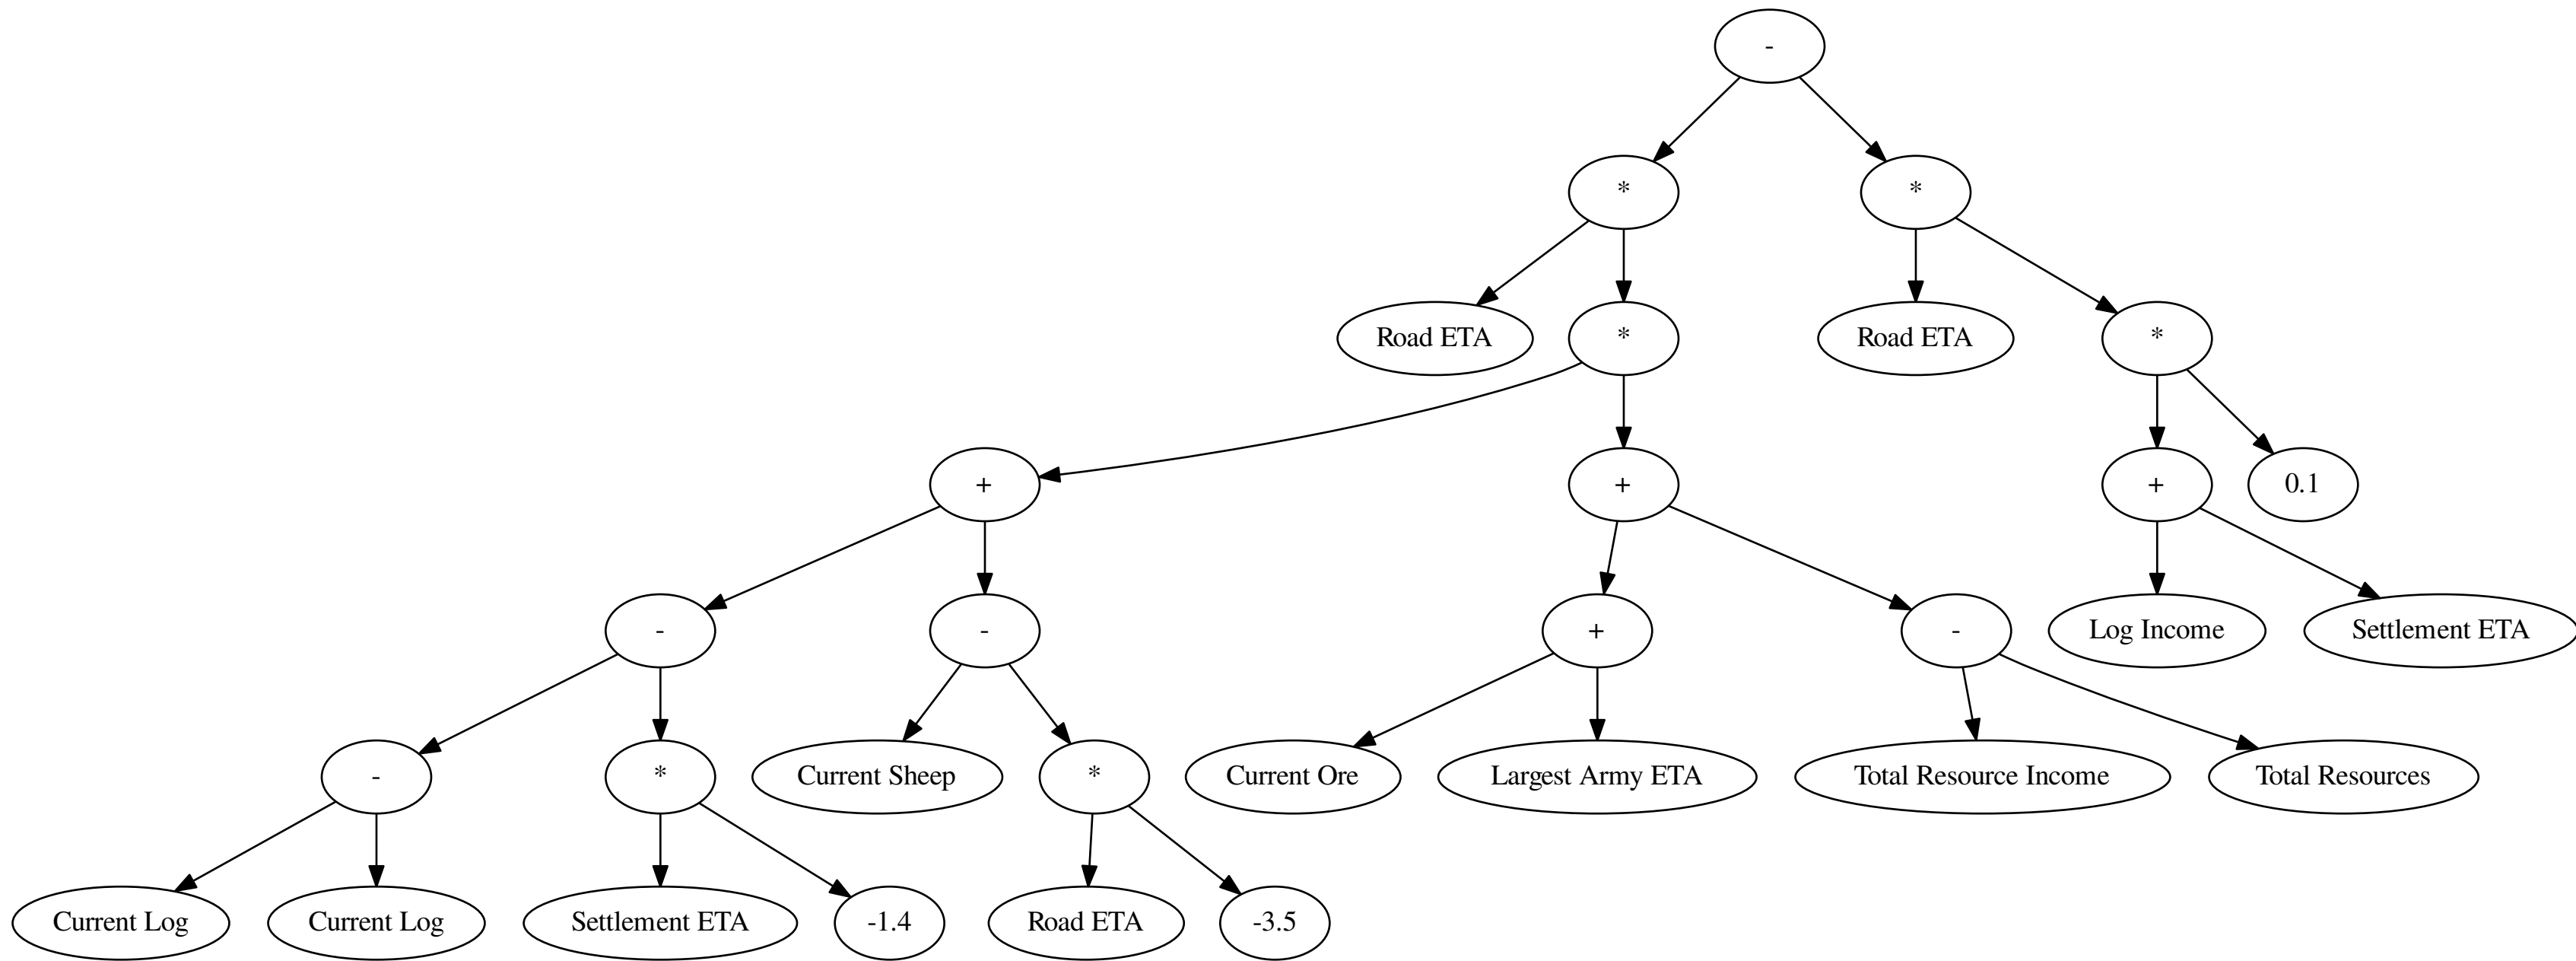 -
*
*
Road ETA
*
Road ETA
*
+
+
+
0.1
-
-
+
-
Log Income
Settlement ETA
-
*
Current Sheep
*
Current Ore
Largest Army ETA
Total Resource Income
Total Resources
Current Log
Current Log
Settlement ETA
-1.4
Road ETA
-3.5